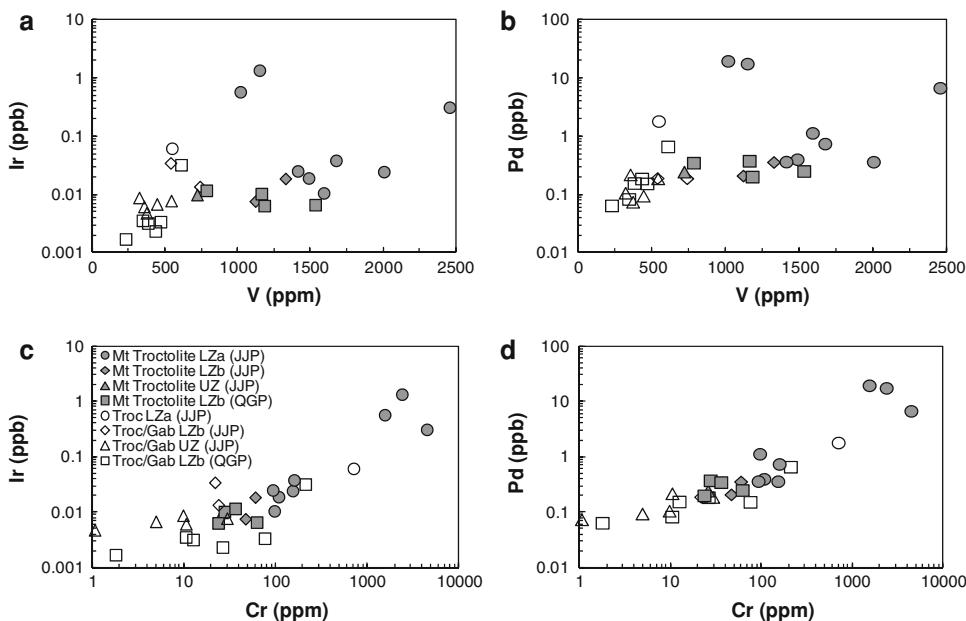 a
10
1
0.1
0.01
0.001
Ir (ppb)
0 500 1000 1500 2000 2500
V (ppm)
b
100
10
1
0.1
0.01
Pd (ppb)
0 500 1000 1500 2000 2500
V (ppm)
c
10
1
0.1
0.01
0.001
Ir (ppb)
Mt Troctolite LZa (JJP)
Mt Troctolite LZb (JJP)
Mt Troctolite UZ (JJP)
Mt Troctolite LZb (QGP)
Troc LZa (JJP)
Troc/Gab LZb (JJP)
Troc/Gab UZ (JJP)
Troc/Gab LZb (QGP)
1 10 100 1000 10000
Cr (ppm)
d
100
10
1
0.1
0.01
Pd (ppb)
1 10 100 1000 10000
Cr (ppm)